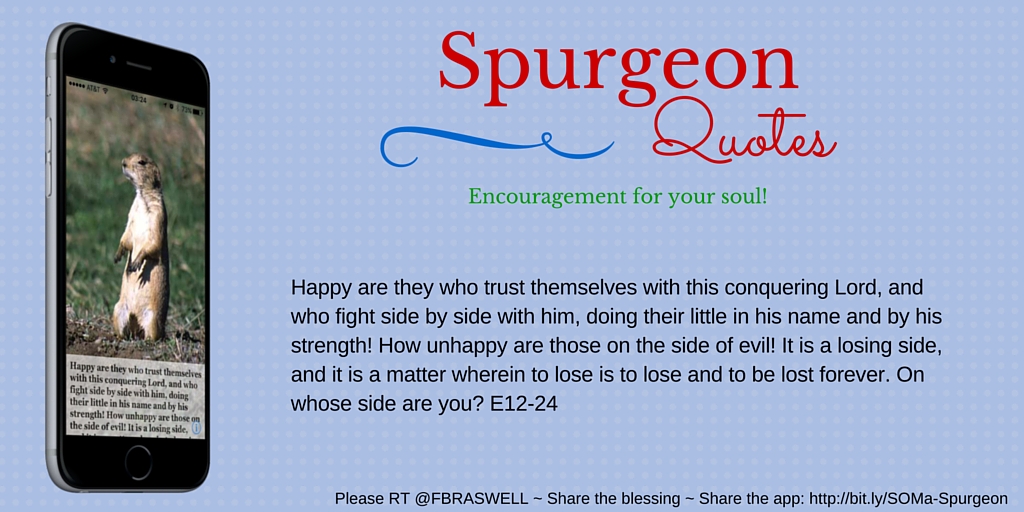 AT&T
03:24
73%
Happy are they who trust themselves
with this conquering Lord, and who
fight side by side with him, doing
their little in his name and by his
strength! How unhappy are those on
the side of evil! It is a losing side,
Spurgeon
Quotes
Encouragement for your soul!
Happy are they who trust themselves with this conquering Lord, and
who fight side by side with him, doing their little in his name and by his
strength! How unhappy are those on the side of evil! It is a losing side,
and it is a matter wherein to lose is to lose and to be lost forever. On
whose side are you? E12-24
Please RT @FBRASWELL ~ Share the blessing ~ Share the app: http://bit.ly/SOMa-Spurgeon